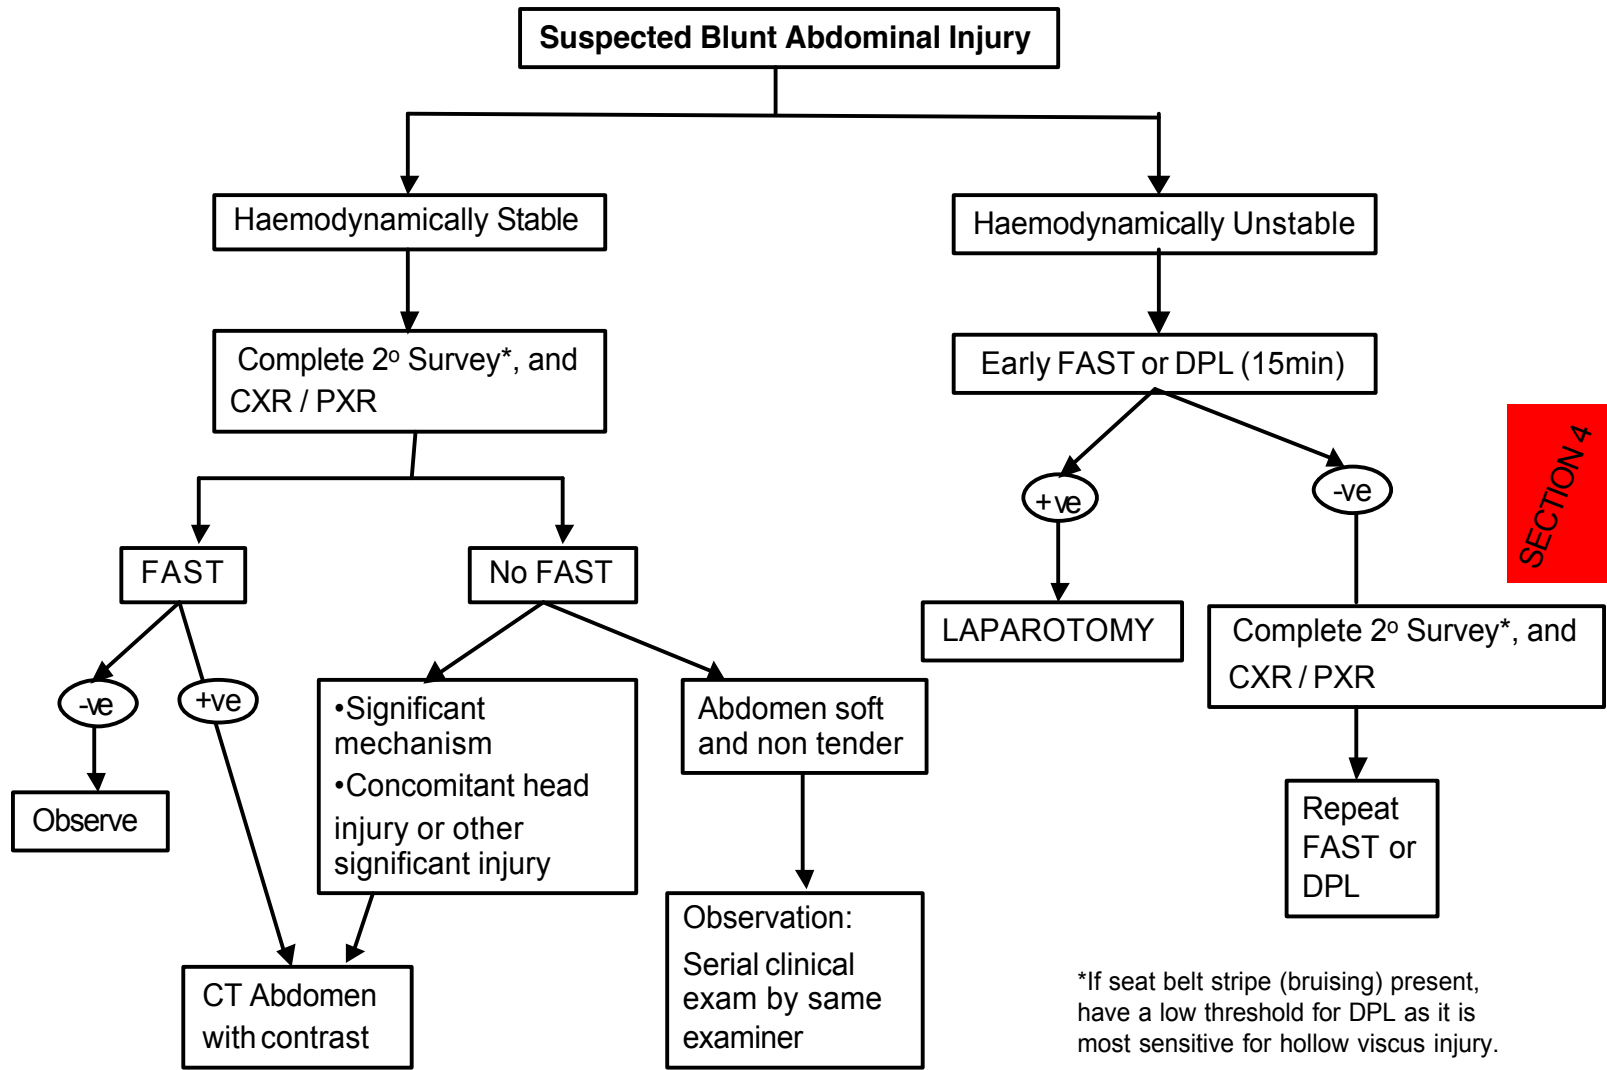 Suspected Blunt Abdominal Injury
Haemodynamically Stable
Haemodynamically Unstable
Complete 2º Survey*, and
CXR / PXR
Early FAST or DPL (15min)
SECTION 4
+ve
-ve
FAST
No FAST
LAPAROTOMY
Complete 2º Survey*, and
CXR / PXR
-ve
+ve
•Significant
mechanism
•Concomitant head
injury or other
significant injury
Abdomen soft
and non tender
Observe
Repeat
FAST or
DPL
Observation:
Serial clinical
exam by same
examiner
CT Abdomen
with contrast
*If seat belt stripe (bruising) present,
have a low threshold for DPL as it is
most sensitive for hollow viscus injury.